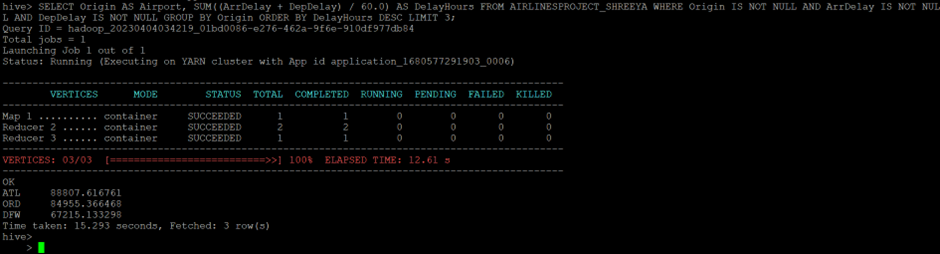 hive> SELECT Origin AS Airport, SUM((ArrDelay + DepDelay) / 60.0) AS DelayHours FROM AIRLINESPROJECT_SHREEYA WHERE Origin IS NOT NULL AND ArrDelay IS NOT NUL
L AND DepDelay IS NOT NULL GROUP BY Origin ORDER BY DelayHours DESC LIMIT 3;
Query ID = hadoop_20230404034219_01bd0086-e276-462a-9f6e-910df977db84
Total jobs = 1
Launching Job 1 out of 1
Status: Running (Executing on YARN cluster with App id application_1680577291903_0006)
----------------------------------------------------------------------------------------------
VERTICES MODE STATUS TOTAL COMPLETED RUNNING PENDING FAILED KILLED
----------------------------------------------------------------------------------------------
Map 1 .......... container SUCCEEDED 1 1 0 0 0 0
Reducer 2 ...... container SUCCEEDED 2 2 0 0 0 0
Reducer 3 ...... container SUCCEEDED 1 1 0 0 0 0
----------------------------------------------------------------------------------------------
VERTICES: 03/03 [==========================>>] 100% ELAPSED TIME: 12.61 s
----------------------------------------------------------------------------------------------
OK
ATL 88807.616761
ORD 84955.366468
DFW 67215.133298
Time taken: 15.293 seconds, Fetched: 3 row(s)
hive>
>